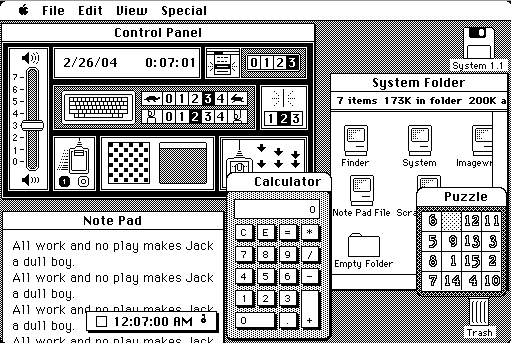 File Edit View Special
Control Panel
2/26/04 0:07:01
0 1 2 3
7
6
5
4
3
2
1
0
0 1 2 3 4
0 1 2 3 4
1 2 3
1 0
System 1.1
System Folder
7 items 173K in folder 200K a
Finder System Imagewr
Note Pad File Scra
Empty Folder
Calculator
0
C E = *
7 8 9 /
4 5 6 -
1 2 3 +
0 .
Puzzle
6 12 11
5 9 13 3
8 1 15 2
7 14 4 10
Note Pad
All work and no play makes Jack
a dull boy.
All work and no play makes Jack
a dull boy.
All work and no play makes Jack
a dull
All wo
12:07:00 AM
Trash